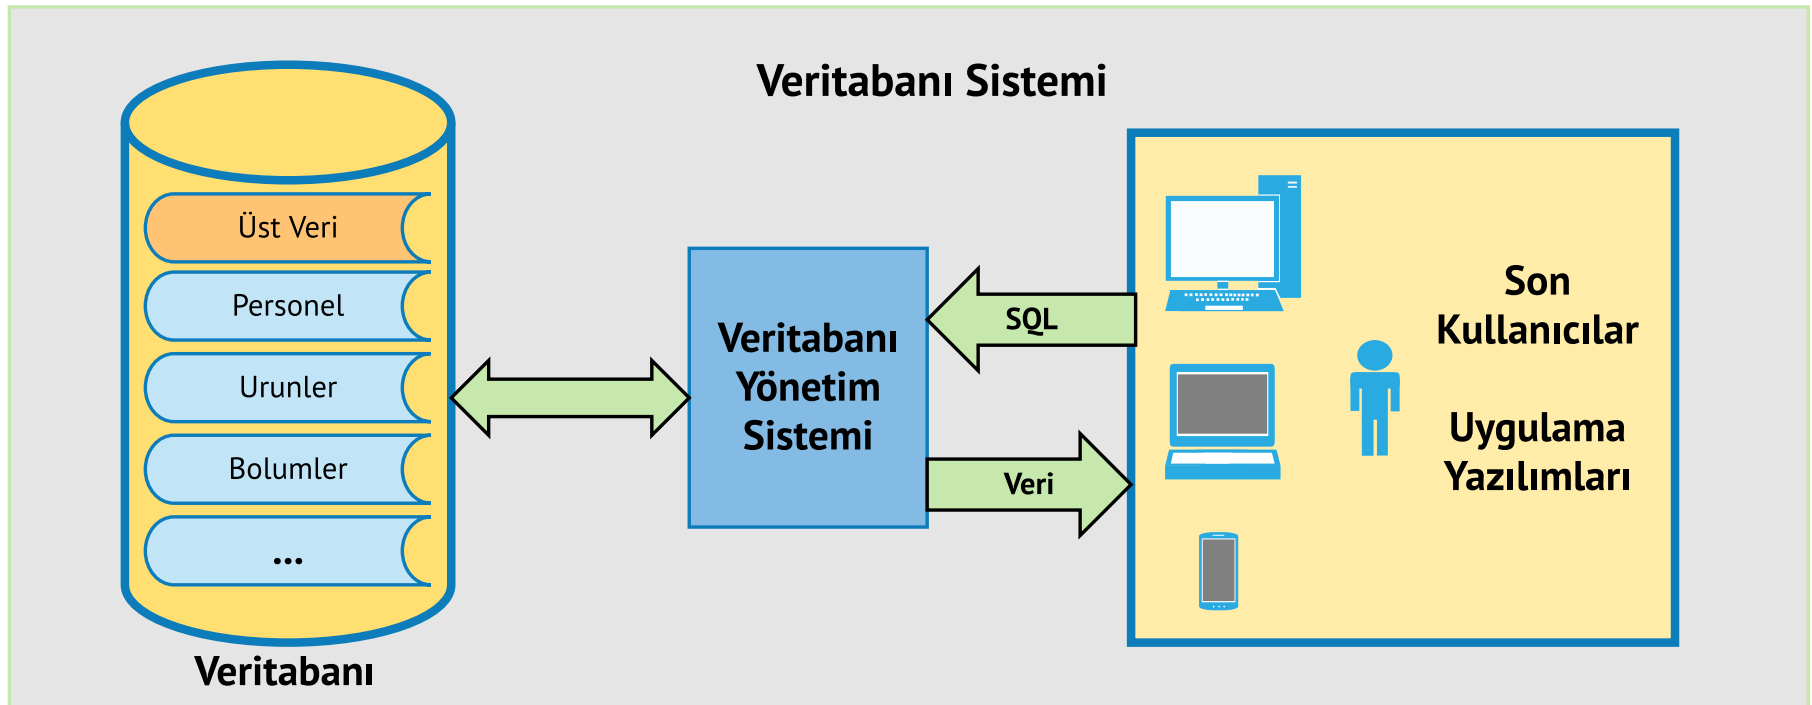 Veritabanı Sistemi
Üst Veri
Personel
Urunler
Bolumler
...
Veritabanı
Veritabanı
Yönetim
Sistemi
SQL
Veri
Son
Kullanıcılar
Uygulama
Yazılımları